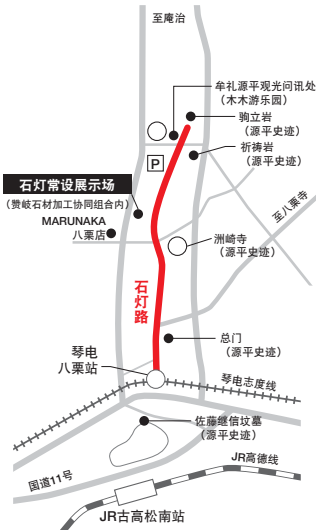 至庵治
牟礼源平观光问讯处
（木木游乐园）
驹立岩
（源平史迹）
P
祈祷岩
（源平史迹）
石灯常设展示场
（赞岐石材加工协同组合内）
MARUNAKA
八栗店
至八栗寺
洲崎寺
（源平史迹）
石灯路
总门
（源平史迹）
琴电
八栗站
琴电志度线
佐藤继信坟墓
（源平史迹）
国道11号
JR高德线
JR古高松南站